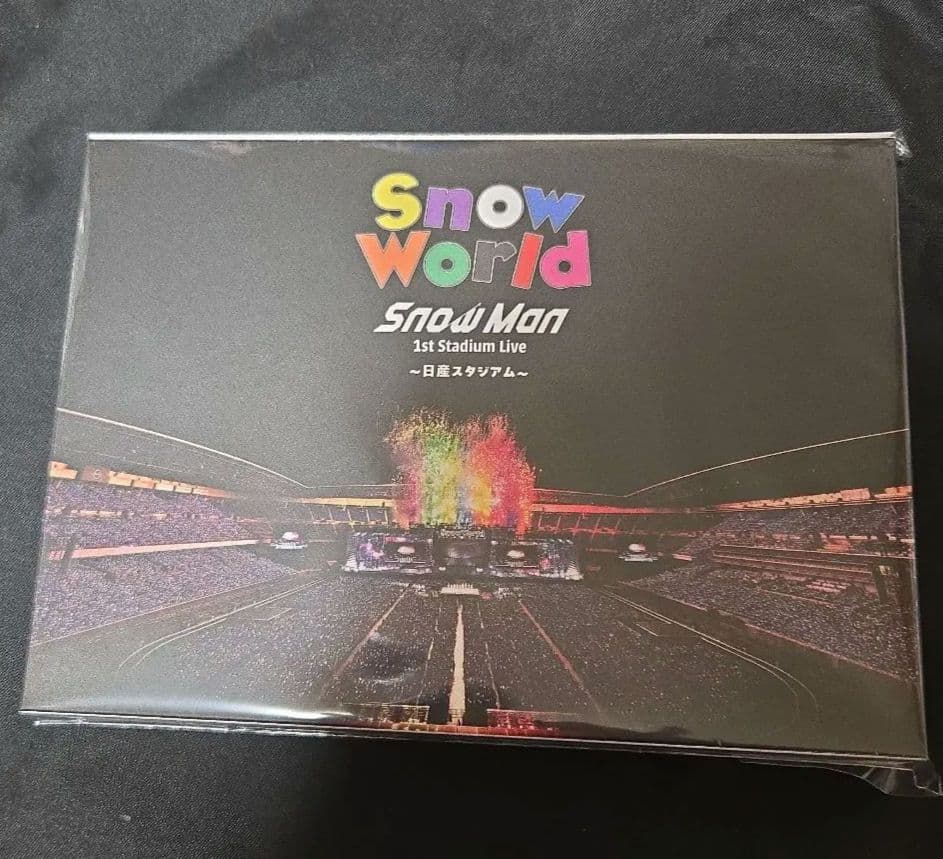 Snow
World
Snow Man
1st Stadium Live
～日産スタジアム～